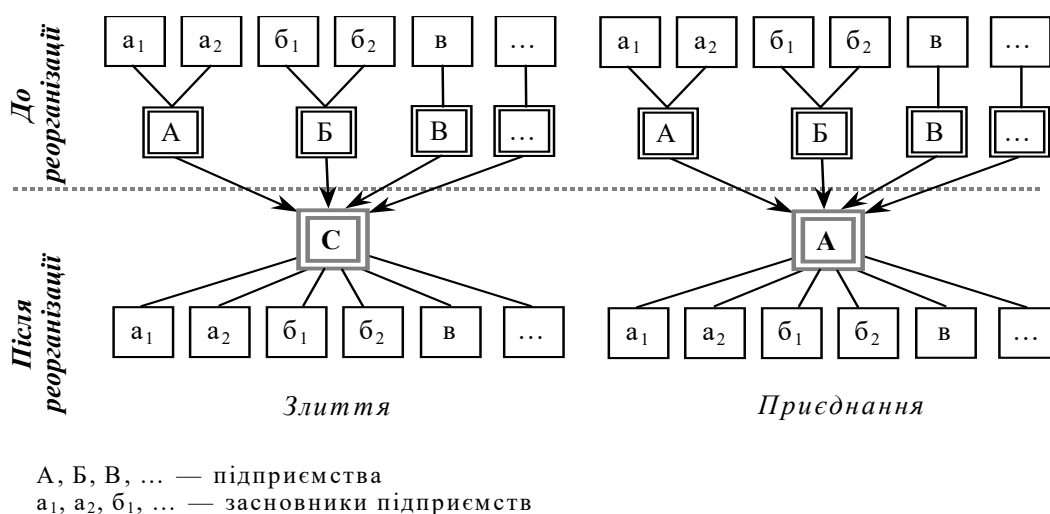 До реорганізації
а₁ а₂ б₁ б₂ в ... а₁ а₂ б₁ б₂ в ...
А Б В ... А Б В ...
Після реорганізації
С А
а₁ а₂ б₁ б₂ в ... а₁ а₂ б₁ б₂ в ...
Злиття Приєднання
А, Б, В, ... — підприємства
а₁, а₂, б₁, ... — засновники підприємств